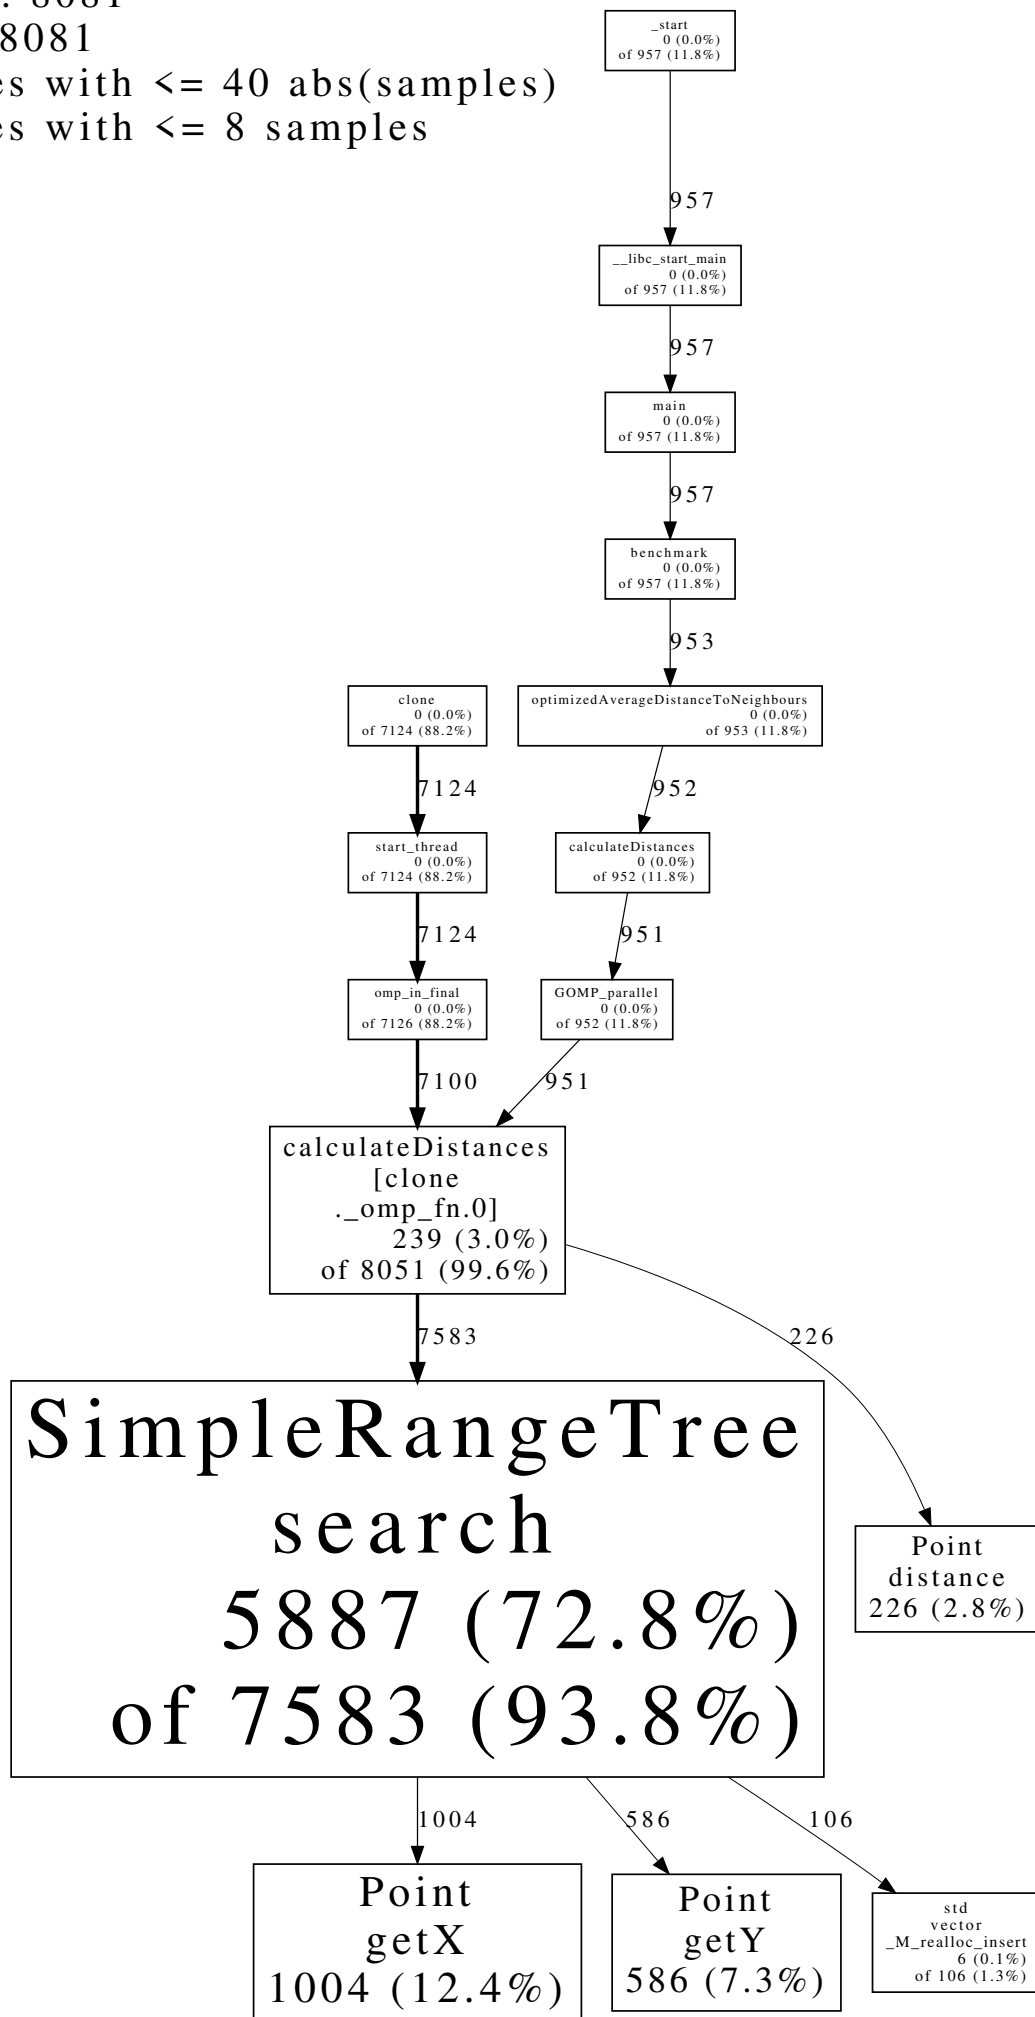 8081
8081
with <= 40 abs(samples)
with <= 8 samples
_start
0 (0.0%)
of 957 (11.8%)
957
__libc_start_main
0 (0.0%)
of 957 (11.8%)
957
main
0 (0.0%)
of 957 (11.8%)
957
benchmark
0 (0.0%)
of 957 (11.8%)
953
clone
0 (0.0%)
of 7124 (88.2%)
optimizedAverageDistanceToNeighbours
0 (0.0%)
of 953 (11.8%)
7124
952
start_thread
0 (0.0%)
of 7124 (88.2%)
calculateDistances
0 (0.0%)
of 952 (11.8%)
7124
951
omp_in_final
0 (0.0%)
of 7126 (88.2%)
GOMP_parallel
0 (0.0%)
of 952 (11.8%)
7100
951
calculateDistances
[clone
._omp_fn.0]
239 (3.0%)
of 8051 (99.6%)
7583
226
SimpleRangeTree
search
5887 (72.8%)
of 7583 (93.8%)
Point
distance
226 (2.8%)
1004
586
106
Point
getX
1004 (12.4%)
Point
getY
586 (7.3%)
std
vector
_M_realloc_insert
6 (0.1%)
of 106 (1.3%)